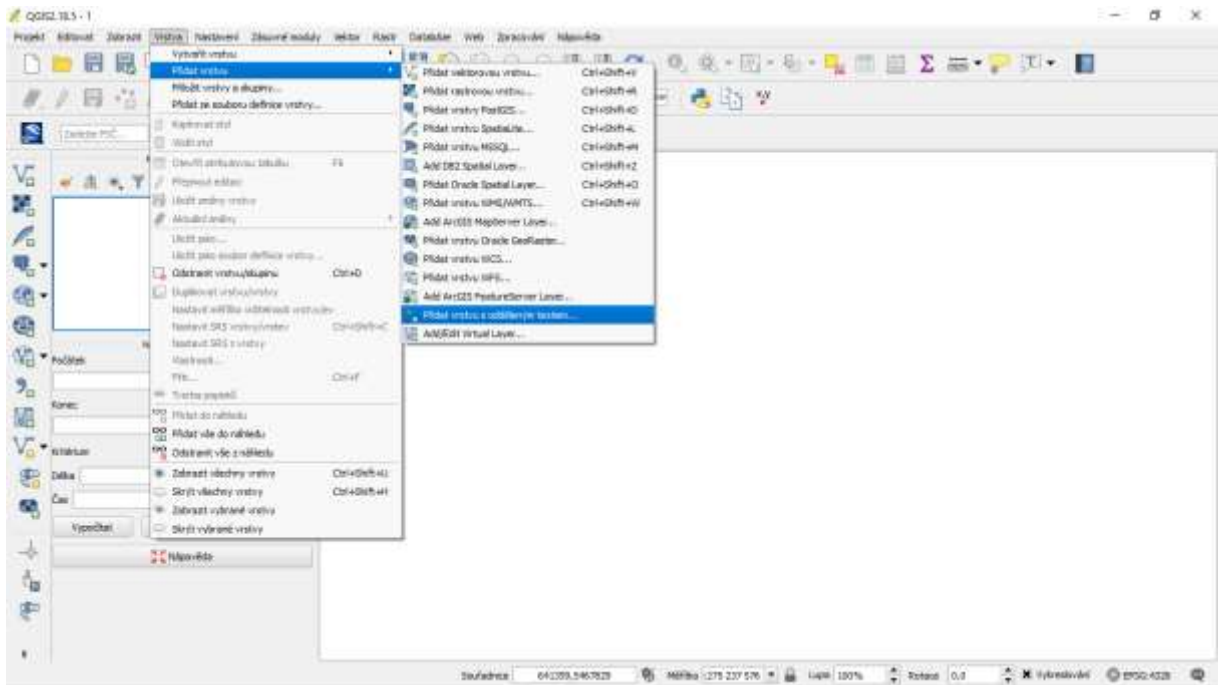 QGIS2.18.5 - 1
Projekt Editovat Zobrazit Vrstva Nastavení Zásuvné moduly Vektor Rastr Databáze Web Zpracování Nápověda
Vytvořit vrstvu
Přidat vrstvu
Přiložit vrstvy a skupiny...
Přidat ze souboru definice vrstvy...
Kopírovat styl
Vložit styl
Otevřít atributovou tabulku F6
Přepnout editaci
Uložit změny vrstvy
Aktuální změny
Uložit jako...
Uložit jako soubor definice vrstvy...
Odstranit vrstvu/skupinu Ctrl+D
Duplikovat vrstvu/vrstvy
Nastavit měřítko viditelnosti vrstvy/ev
Nastavit SRS vrstvy/vrstev Ctrl+Shift+C
Nastavit SRS z vrstvy
Vlastnosti...
Filtr... Ctrl+F
Tvorba popisků
Přidat do náhledu
Přidat vše do náhledu
Odstranit vše z náhledu
Zobrazit všechny vrstvy Ctrl+Shift+U
Skrýt všechny vrstvy Ctrl+Shift+H
Zobrazit vybrané vrstvy
Skrýt vybrané vrstvy
Přidat vektorovou vrstvu... Ctrl+Shift+V
Přidat rastrovou vrstvu... Ctrl+Shift+R
Přidat vrstvy PostGIS... Ctrl+Shift+D
Přidat vrstvu SpatiaLite... Ctrl+Shift+L
Přidat vrstvu MSSQL... Ctrl+Shift+M
Add DB2 Spatial Layer... Ctrl+Shift+2
Přidat Oracle Spatial Layer... Ctrl+Shift+O
Přidat vrstvu WMS/WMTS... Ctrl+Shift+W
Add ArcGIS MapServer Layer...
Přidat vrstvu Oracle GeoRaster...
Přidat vrstvu WCS...
Přidat vrstvu WFS...
Add ArcGIS FeatureServer Layer...
Přidat vrstvu s odděleným textem...
Add/Edit Virtual Layer...
Zadejte PSČ
Počátek
Konec
Kritérium
Délka
Čas
Vypočítat
Nápověda
Souřadnice 641399,5467829 Měřítko 1:275 237 576 Lupa 100% Rotace 0,0 Vykreslování EPSG:4326